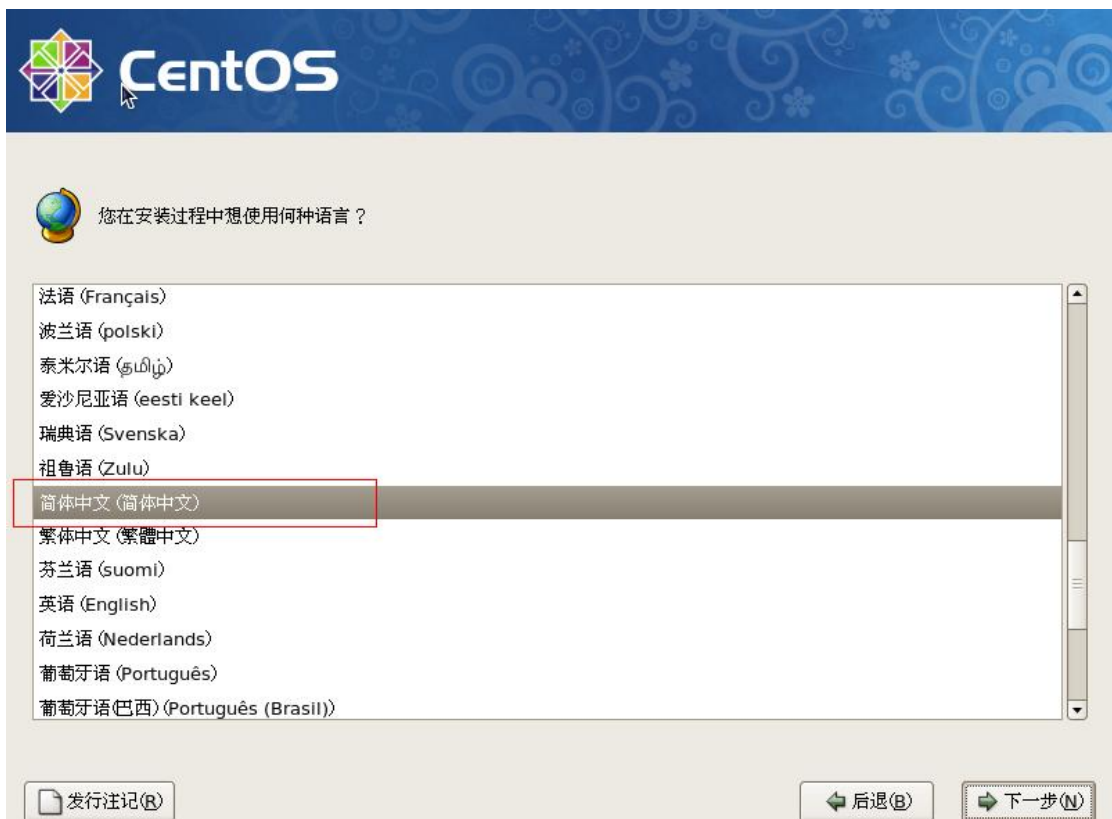 CentOS
您在安装过程中想使用何种语言？
法语 (Français)
波兰语 (polski)
泰米尔语 (தமிழ்)
爱沙尼亚语 (eesti keel)
瑞典语 (Svenska)
祖鲁语 (Zulu)
简体中文 (简体中文)
繁体中文 (繁體中文)
芬兰语 (suomi)
英语 (English)
荷兰语 (Nederlands)
葡萄牙语 (Português)
葡萄牙语(巴西) (Português (Brasil))
发行注记(R) 后退(B) 下一步(N)